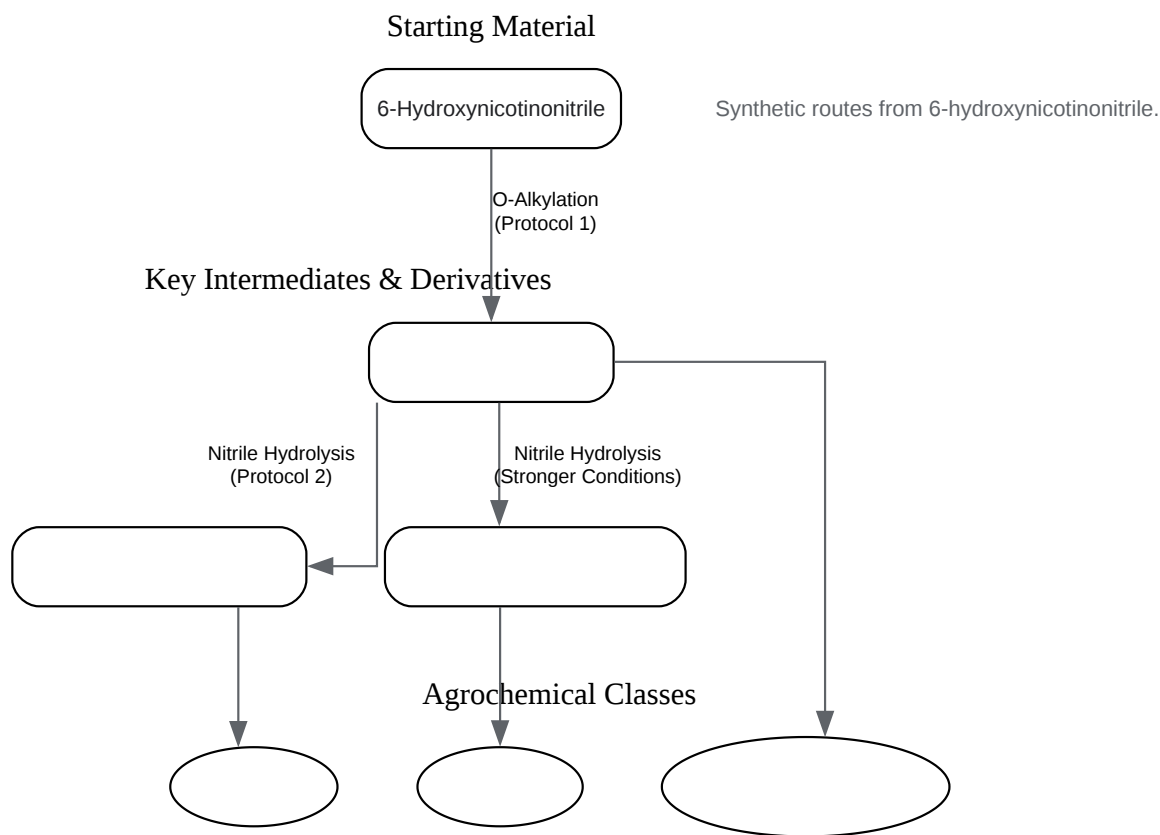 Starting Material
6-Hydroxynicotinonitrile
Synthetic routes from 6-hydroxynicotinonitrile.
O-Alkylation
(Protocol 1)
Key Intermediates & Derivatives
Nitrile Hydrolysis
(Protocol 2)
Nitrile Hydrolysis
(Stronger Conditions)
Agrochemical Classes